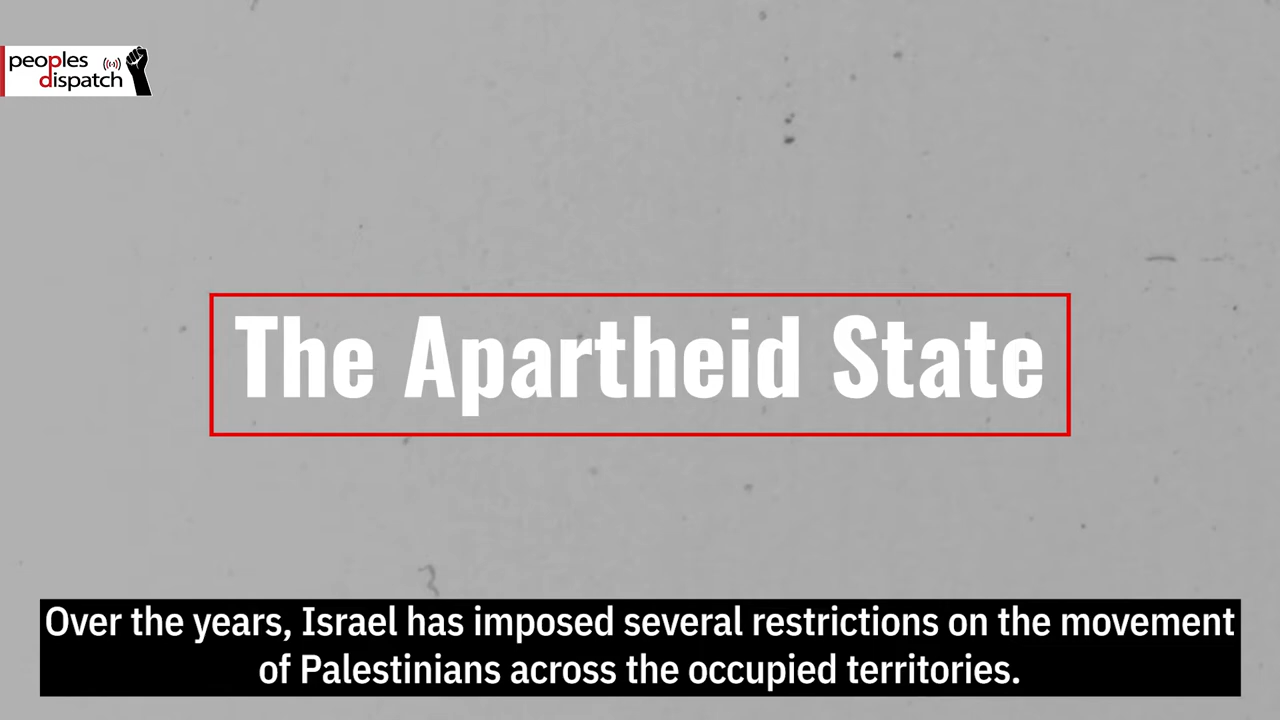 peoples
dispatch
The Apartheid State
Over the years, Israel has imposed several restrictions on the movement
of Palestinians across the occupied territories.